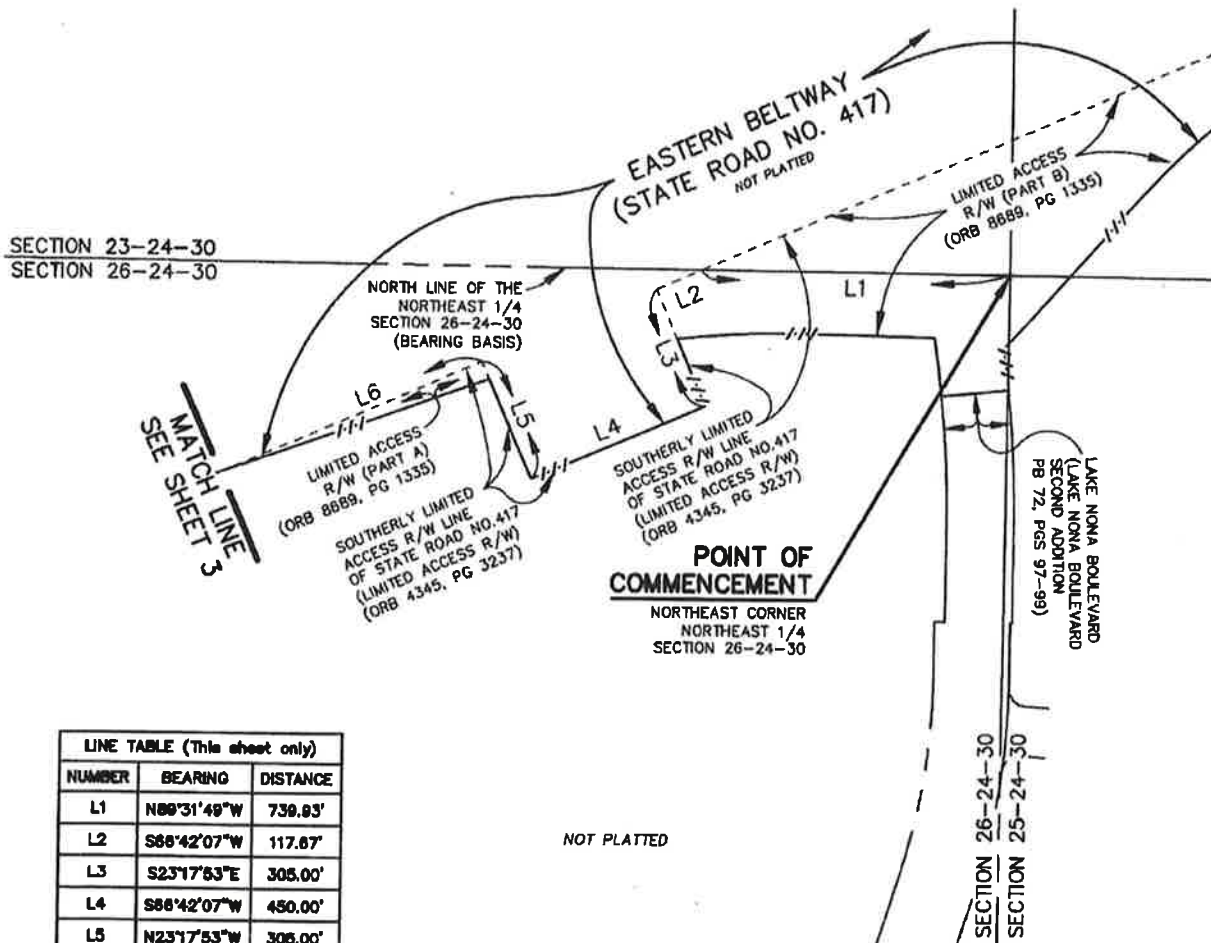 EASTERN BELTWAY
(STATE ROAD NO. 417)
NOT PLATTED
LIMITED ACCESS
R/W (PART B)
(ORB 8689, PG 1335)
SECTION 23-24-30
SECTION 26-24-30
NORTH LINE OF THE
NORTHEAST 1/4
SECTION 26-24-30
(BEARING BASIS)
L2
L1
L3
L6
L5
L4
MATCH LINE
SEE SHEET 3
LIMITED ACCESS
R/W (PART A)
(ORB 8689, PG 1335)
SOUTHERLY LIMITED
ACCESS R/W LINE
OF STATE ROAD NO.417
(LIMITED ACCESS R/W)
(ORB 4345, PG 3237)
SOUTHERLY LIMITED
ACCESS R/W LINE
OF STATE ROAD NO.417
(LIMITED ACCESS R/W)
(ORB 4345, PG 3237)
POINT OF
COMMENCEMENT
NORTHEAST CORNER
NORTHEAST 1/4
SECTION 26-24-30
LAKE NONA BOULEVARD
(LAKE NONA BOULEVARD
SECOND ADDITION
PB 72, PGS 97-99)
LINE TABLE (This sheet only)
NUMBER BEARING DISTANCE
L1 N89°31'49"W 739.93'
L2 S66°42'07"W 117.67'
L3 S23°17'53"E 305.00'
L4 S66°42'07"W 450.00'
L5 N23°17'53"W 305.00'
NOT PLATTED
SECTION 26-24-30
SECTION 25-24-30